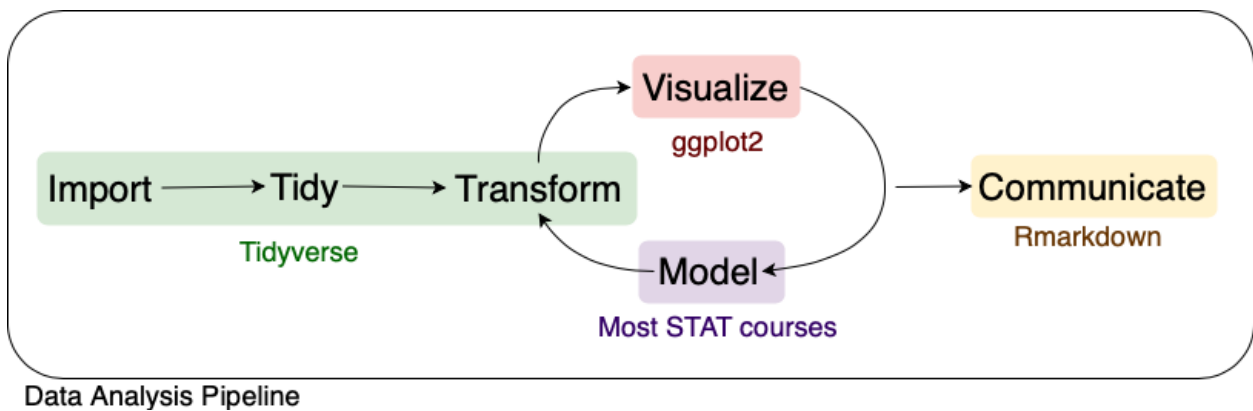 Visualize
ggplot2
Import
Tidy
Transform
Tidyverse
Communicate
Rmarkdown
Model
Most STAT courses
Data Analysis Pipeline